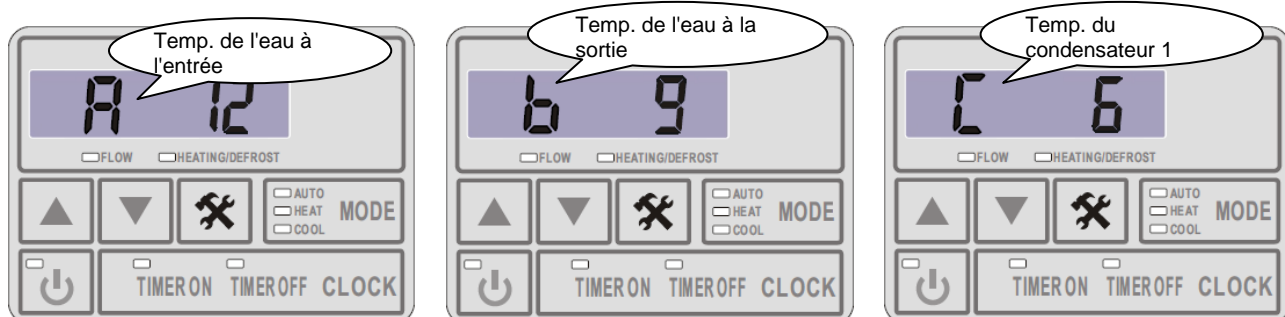 Temp. de l'eau à
l'entrée
A 12
FLOW HEATING/DEFROST
AUTO
HEAT
COOL
MODE
TIMER ON TIMER OFF CLOCK
Temp. de l'eau à la
sortie
b 9
FLOW HEATING/DEFROST
AUTO
HEAT
COOL
MODE
TIMER ON TIMER OFF CLOCK
Temp. du
condensateur 1
C 6
FLOW HEATING/DEFROST
AUTO
HEAT
COOL
MODE
TIMER ON TIMER OFF CLOCK